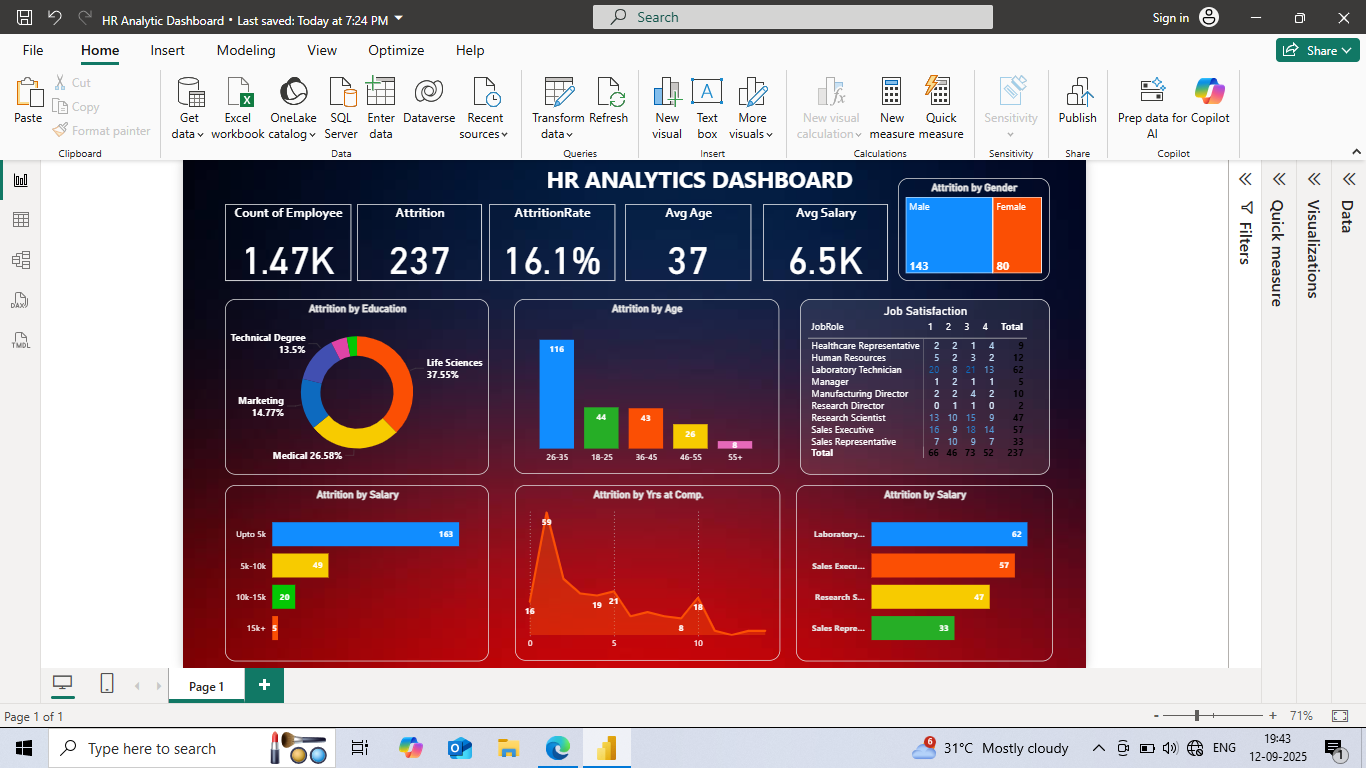 HR Analytic Dashboard • Last saved: Today at 7:24 PM
Search
Sign in
File Home Insert Modeling View Optimize Help
Share
Paste
Cut
Copy
Format painter
Clipboard
Get data
Excel workbook
OneLake catalog
SQL Server
Enter data
Dataverse
Recent sources
Data
Transform data
Refresh
Queries
New visual
Text box
More visuals
Insert
New visual calculation
New measure
Quick measure
Calculations
Sensitivity
Sensitivity
Publish
Share
Prep data for AI
Copilot
Copilot
DAX
TMDL
HR ANALYTICS DASHBOARD
Count of Employee
1.47K
Attrition
237
AttritionRate
16.1%
Avg Age
37
Avg Salary
6.5K
Attrition by Gender
Male
143
Female
80
Attrition by Education
Technical Degree
13.5%
Life Sciences
37.55%
Marketing
14.77%
Medical 26.58%
Attrition by Age
116
44
43
26
8
26-35 18-25 36-45 46-55 55+
Job Satisfaction
JobRole 1 2 3 4 Total
Healthcare Representative 2 2 1 4 9
Human Resources 5 2 3 2 12
Laboratory Technician 20 8 21 13 62
Manager 1 2 1 1 5
Manufacturing Director 2 2 4 2 10
Research Director 0 1 1 0 2
Research Scientist 13 10 15 9 47
Sales Executive 16 9 18 14 57
Sales Representative 7 10 9 7 33
Total 66 46 73 52 237
Attrition by Salary
Upto 5k 163
5k-10k 49
10k-15k 20
15k+ 5
Attrition by Yrs at Comp.
59
16
19
21
8
18
0 5 10
Attrition by Salary
Laboratory... 62
Sales Execu... 57
Research S... 47
Sales Repre... 33
Filters
Quick measure
Visualizations
Data
Page 1
Page 1 of 1
- + 71%
Type here to search
6
31°C Mostly cloudy
ENG
19:43
12-09-2025
1